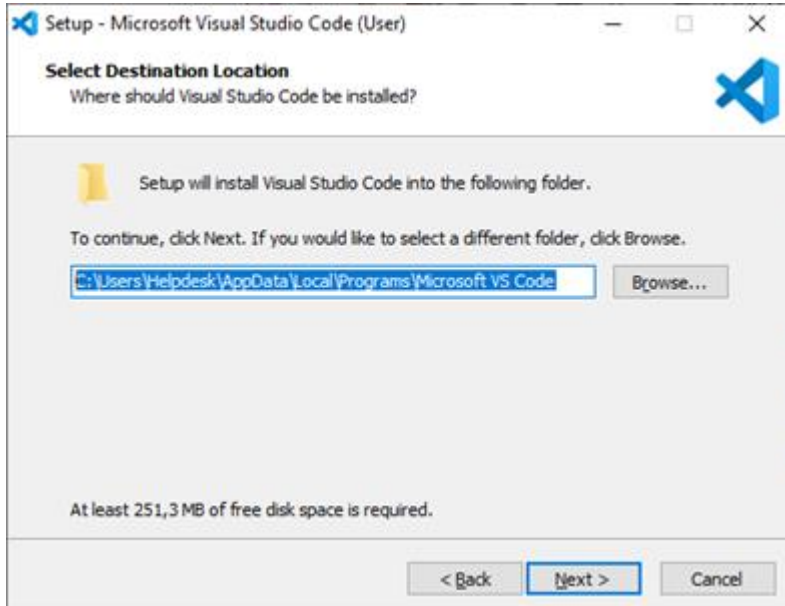 Setup - Microsoft Visual Studio Code (User)
Select Destination Location
Where should Visual Studio Code be installed?
Setup will install Visual Studio Code into the following folder.
To continue, click Next. If you would like to select a different folder, click Browse.
C:\Users\Helpdesk\AppData\Local\Programs\Microsoft VS Code
Browse...
At least 251,3 MB of free disk space is required.
< Back
Next >
Cancel